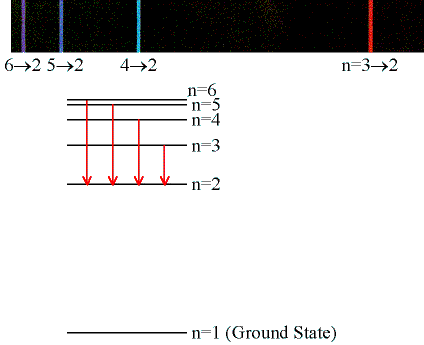 6→2 5→2 4→2 n=3→2
n=6
n=5
n=4
n=3
n=2
n=1 (Ground State)